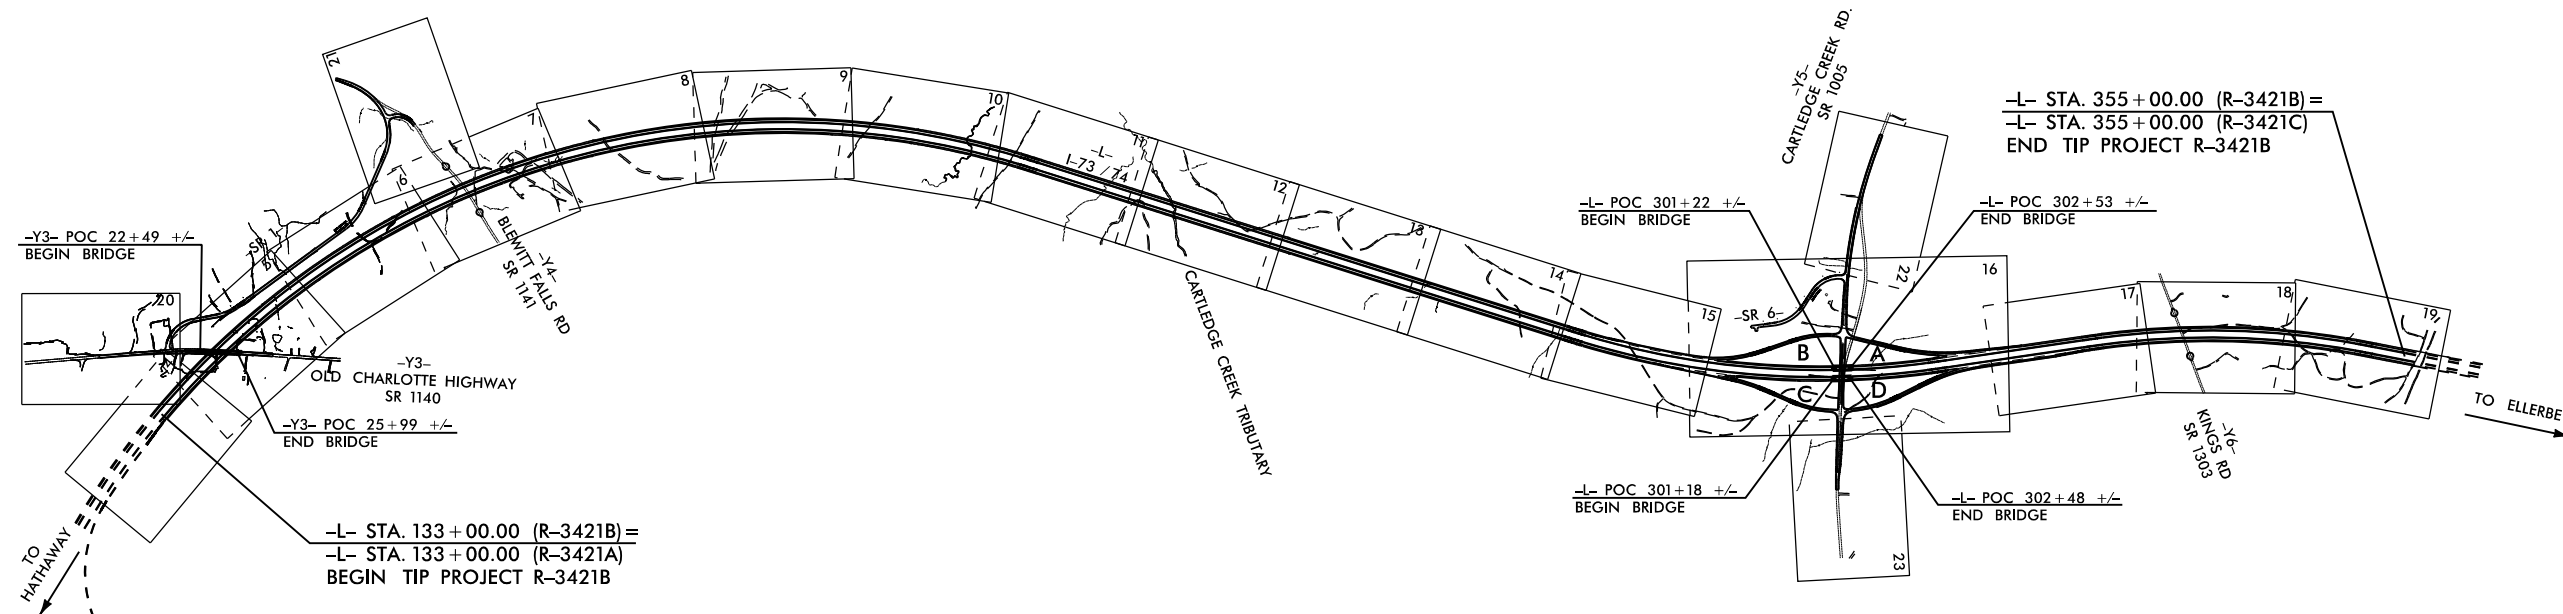 21
8
9
10
7
6
11
–L–
I–73 / 74
12
13
14
15
16
17
18
19
20
22
23
–Y5–
CARTLEDGE CREEK RD.
SR 1005
–L– STA. 355+00.00 (R–3421B) =
–L– STA. 355+00.00 (R–3421C)
END TIP PROJECT R–3421B
–L– POC 301+22 +/–
BEGIN BRIDGE
–L– POC 302+53 +/–
END BRIDGE
–Y3– POC 22+49 +/–
BEGIN BRIDGE
–Y4–
BLEWITT FALLS RD
SR 1141
CARTLEDGE CREEK TRIBUTARY
–SR 6–
B
A
C
D
–Y3–
OLD CHARLOTTE HIGHWAY
SR 1140
–Y3– POC 25+99 +/–
END BRIDGE
–Y6–
KINGS RD
SR 1303
TO ELLERBE
–L– POC 301+18 +/–
BEGIN BRIDGE
–L– POC 302+48 +/–
END BRIDGE
–L– STA. 133+00.00 (R–3421B) =
–L– STA. 133+00.00 (R–3421A)
BEGIN TIP PROJECT R–3421B
TO
HATHAWAY